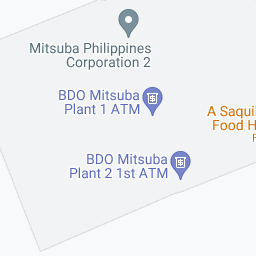 Mitsuba Philippines
Corporation 2
BDO Mitsuba
Plant 1 ATM
A Saqui
Food H
BDO Mitsuba
Plant 2 1st ATM